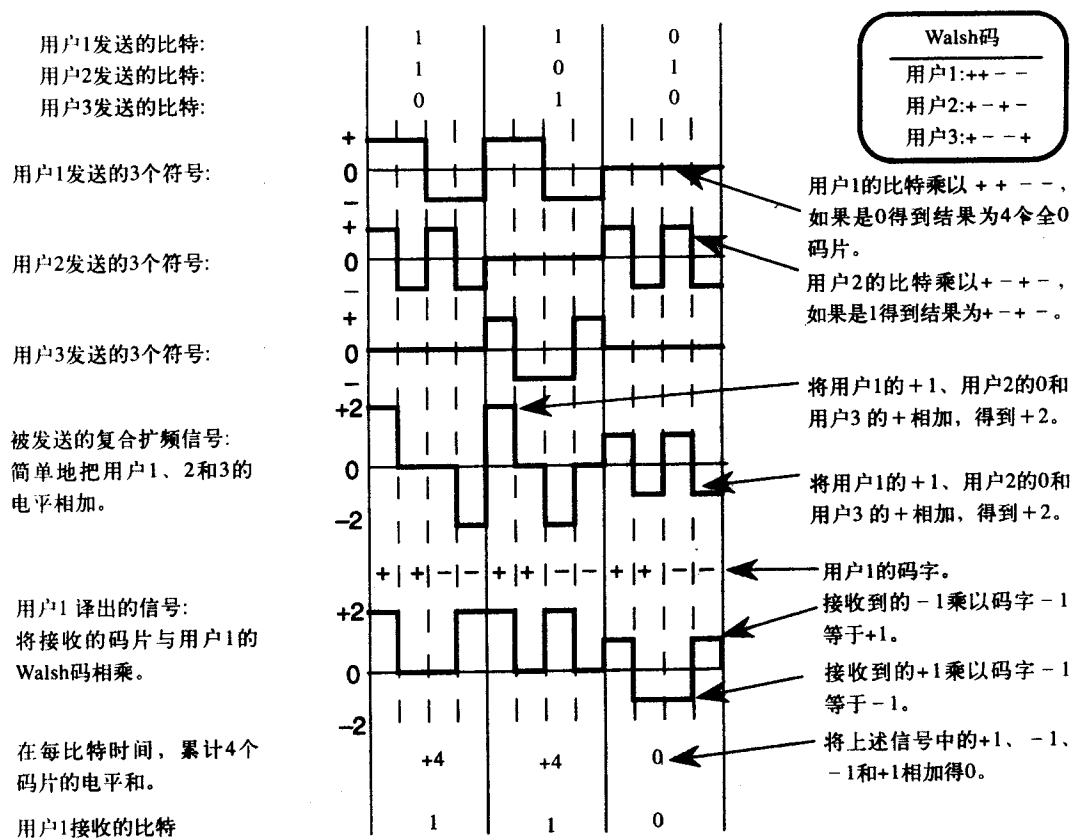 用户1发送的比特:
1 1 0
用户2发送的比特:
1 0 1
用户3发送的比特:
0 1 0
Walsh码
用户1:++−−
用户2:+−+−
用户3:+−−+
用户1发送的3个符号:
+
0
−
用户1的比特乘以++−−,
如果是0得到结果为4个全0
码片。
用户2发送的3个符号:
+
0
−
用户2的比特乘以+−+−,
如果是1得到结果为+−+−。
用户3发送的3个符号:
+
0
−
将用户1的+1、用户2的0和
用户3的+相加,得到+2。
被发送的复合扩频信号:
简单地把用户1、2和3的
电平相加。
+2
0
−2
将用户1的+1、用户2的0和
用户3的+相加,得到+2。
++−−++−−++−−
用户1的码字。
用户1译出的信号:
将接收的码片与用户1的
Walsh码相乘。
+2
0
−2
接收到的−1乘以码字−1
等于+1。
接收到的+1乘以码字−1
等于−1。
在每比特时间,累计4个
码片的电平和。
+4 +4 0
将上述信号中的+1、−1、
−1和+1相加得0。
用户1接收的比特
1 1 0